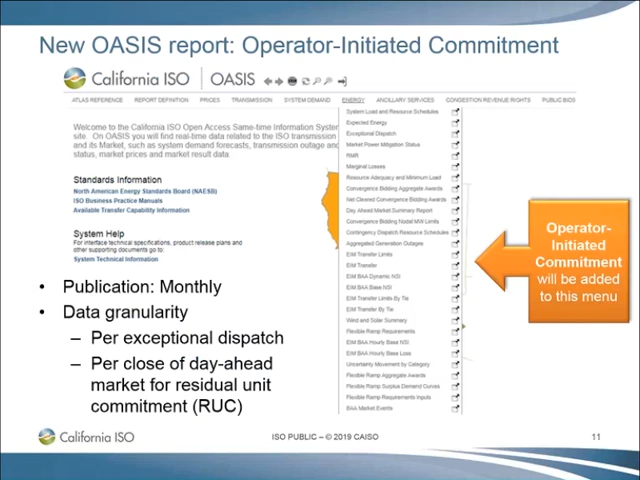 New OASIS report: Operator-Initiated Commitment
California ISO | OASIS
ATLAS REFERENCE REPORT DEFINITION PRICES TRANSMISSION SYSTEM DEMAND ENERGY ANCILLARY SERVICES CONGESTION REVENUE RIGHTS PUBLIC BIDS
Welcome to the California ISO Open Access Same-time Information System
site. On OASIS you will find real-time data related to the ISO transmission
and its Market, such as system demand forecasts, transmission outage and
status, market prices and market result data.
Standards Information
North American Energy Standards Board (NAESB)
ISO Business Practice Manuals
Available Transfer Capability Information
System Help
For interface technical specifications, product release plans and
other supporting documents go to:
System Technical Information
System Load and Resource Schedules
Expected Energy
Exceptional Dispatch
Market Power Mitigation Status
RMR
Marginal Losses
Resource Adequacy and Minimum Load
Convergence Bidding Aggregate Awards
Net Cleared Convergence Bidding Awards
Day Ahead Market Summary Report
Convergence Bidding Nodal MW Limits
Contingency Dispatch Resource Schedules
Aggregated Generation Outages
EIM Transfer Limits
EIM Transfer
EIM BAA Dynamic NSI
EIM BAA Base NSI
EIM Transfer Limits By Tie
EIM Transfer By Tie
Wind and Solar Summary
Flexible Ramp Requirements
EIM BAA Hourly Base NSI
EIM BAA Hourly Base Loss
Uncertainty Movement by Category
Flexible Ramp Aggregate Awards
Flexible Ramp Surplus Demand Curves
Flexible Ramp Requirements Inputs
BAA Market Events
Operator-
Initiated
Commitment
will be added
to this menu
• Publication: Monthly
• Data granularity
– Per exceptional dispatch
– Per close of day-ahead
market for residual unit
commitment (RUC)
California ISO
ISO PUBLIC – © 2019 CAISO
11